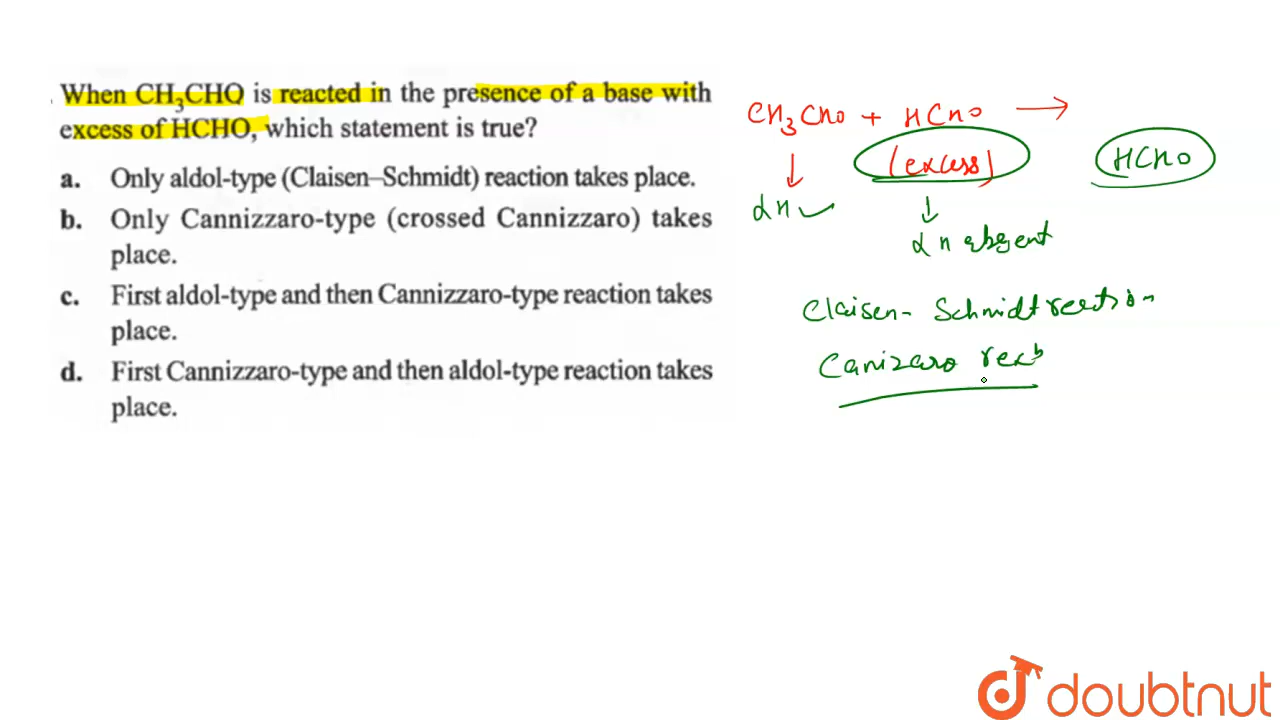 When CH₃CHO is reacted in the presence of a base with
excess of HCHO, which statement is true?
a. Only aldol-type (Claisen–Schmidt) reaction takes place.
b. Only Cannizzaro-type (crossed Cannizzaro) takes
place.
c. First aldol-type and then Cannizzaro-type reaction takes
place.
d. First Cannizzaro-type and then aldol-type reaction takes
place.
CH₃CHO + HCHO →
(excess)
HCHO
↓
αH ✓
↓
αH absent
Claisen- Schmidt reaction
Canizaro rexⁿ
doubtnut